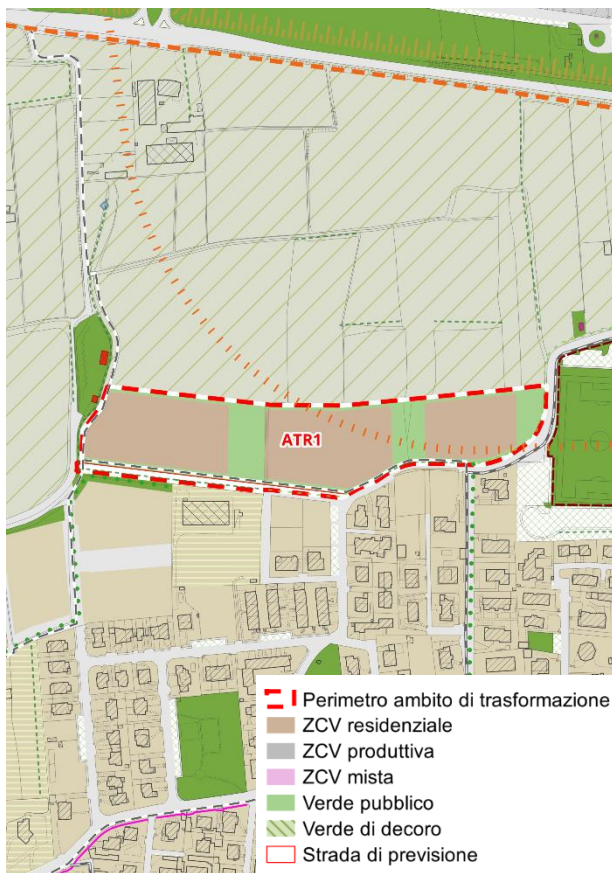 ATR1
Perimetro ambito di trasformazione
ZCV residenziale
ZCV produttiva
ZCV mista
Verde pubblico
Verde di decoro
Strada di previsione